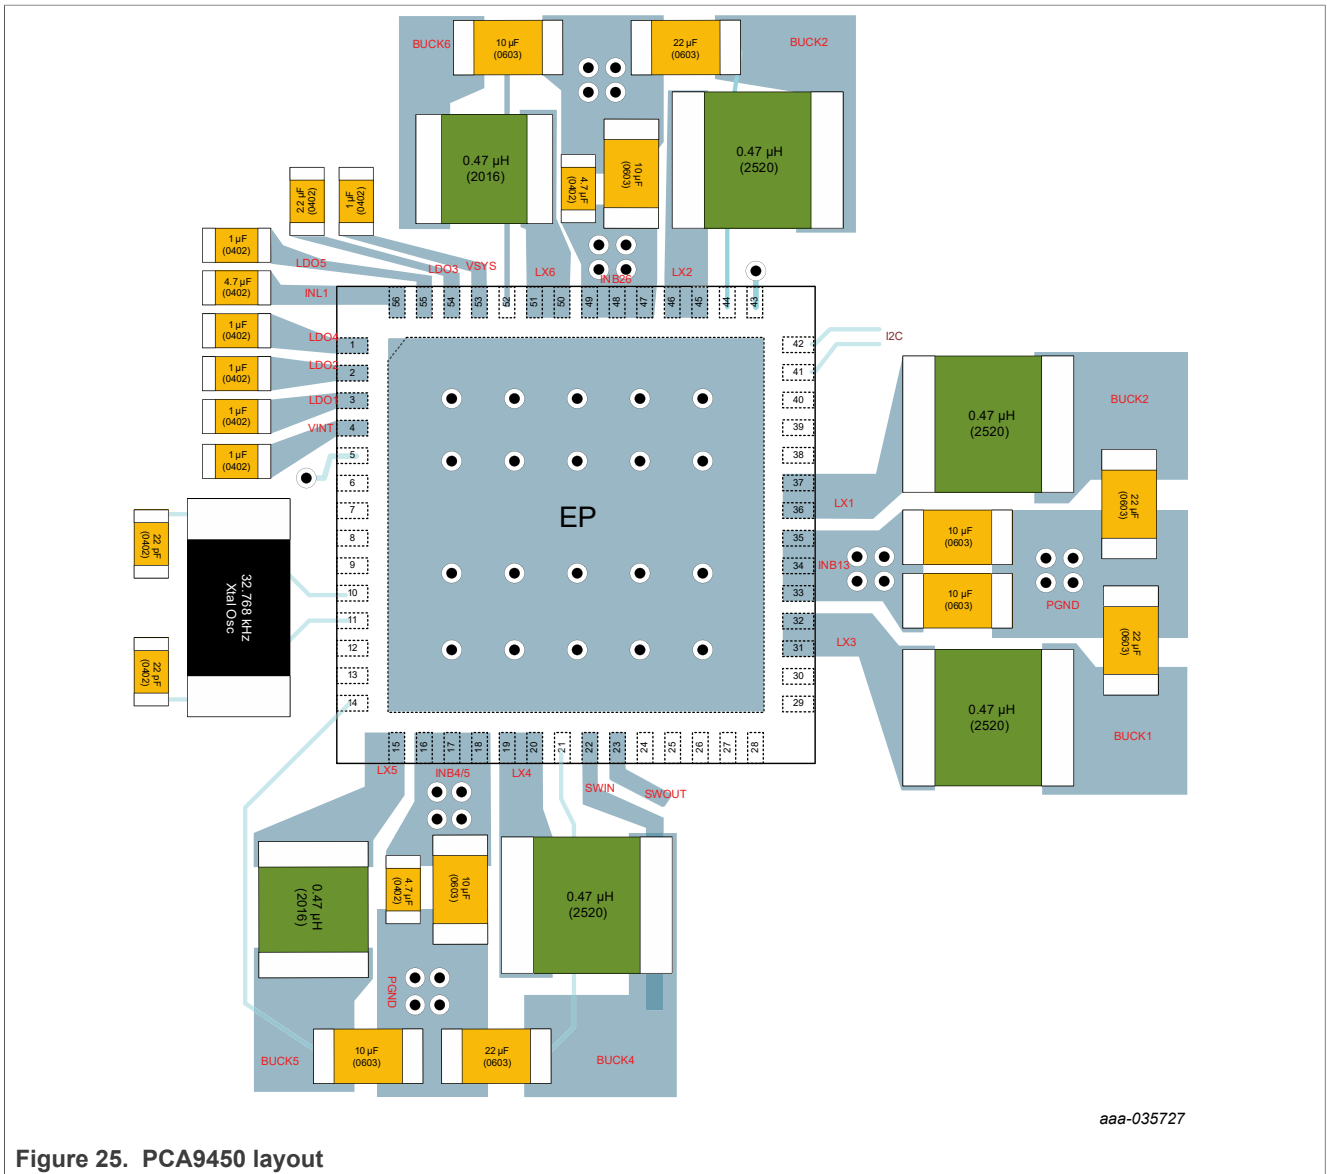 BUCK6
10 µF
(0603)
22 µF
(0603)
BUCK2
0.47 µH
(2016)
4.7 µF
(0402)
10 µF
(0603)
0.47 µH
(2520)
2.2 µF
(0402)
1 µF
(0402)
1 µF
(0402)
LDO5
LDO3
VSYS
LX6
INB26
LX2
4.7 µF
(0402)
INL1
56
55
54
53
52
51
50
49
48
47
46
45
44
43
1 µF
(0402)
LDO4
1
1 µF
(0402)
LDO2
2
1 µF
(0402)
LDO1
3
1 µF
(0402)
VINT
4
5
6
7
8
9
10
11
12
13
14
42
41
40
39
38
37
36
35
34
33
32
31
30
29
I2C
EP
0.47 µH
(2520)
BUCK2
LX1
22 µF
(0603)
10 µF
(0603)
INB13
10 µF
(0603)
PGND
22 µF
(0603)
LX3
0.47 µH
(2520)
BUCK1
22 pF
(0402)
32.768 kHz
Xtal Osc
22 pF
(0402)
15
16
17
18
19
20
21
22
23
24
25
26
27
28
LX5
INB4/5
LX4
SWIN
SWOUT
0.47 µH
(2016)
4.7 µF
(0402)
10 µF
(0603)
0.47 µH
(2520)
PGND
BUCK5
10 µF
(0603)
22 µF
(0603)
BUCK4
aaa-035727
Figure 25. PCA9450 layout